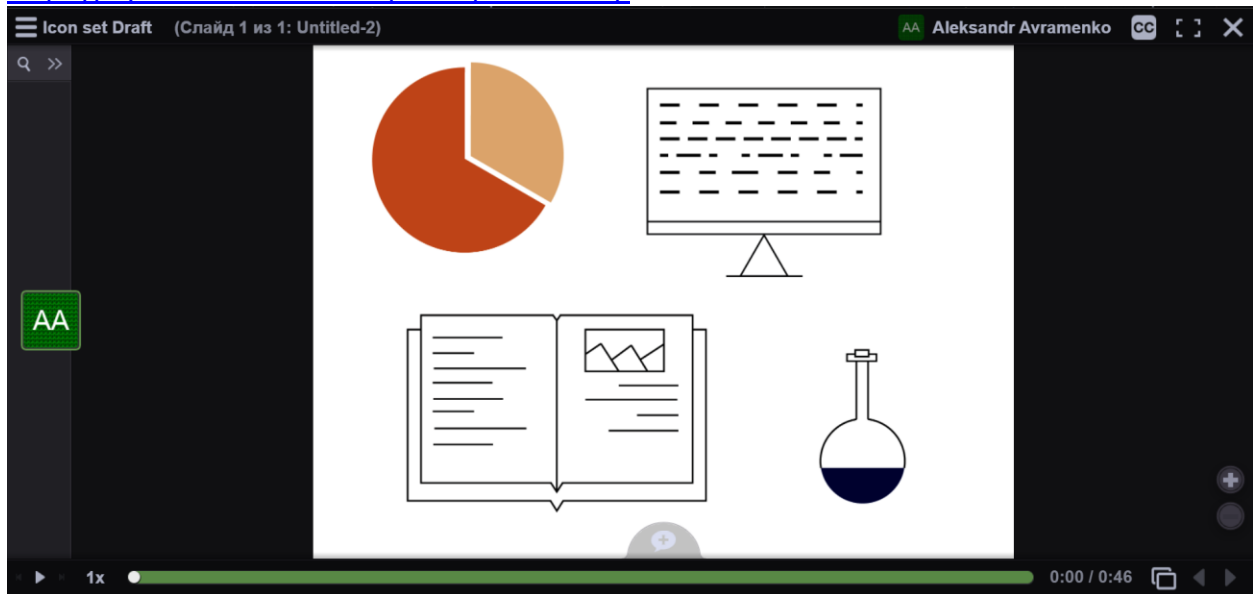 Icon set Draft (Слайд 1 из 1: Untitled-2) AA Aleksandr Avramenko CC
AA
1x 0:00 / 0:46